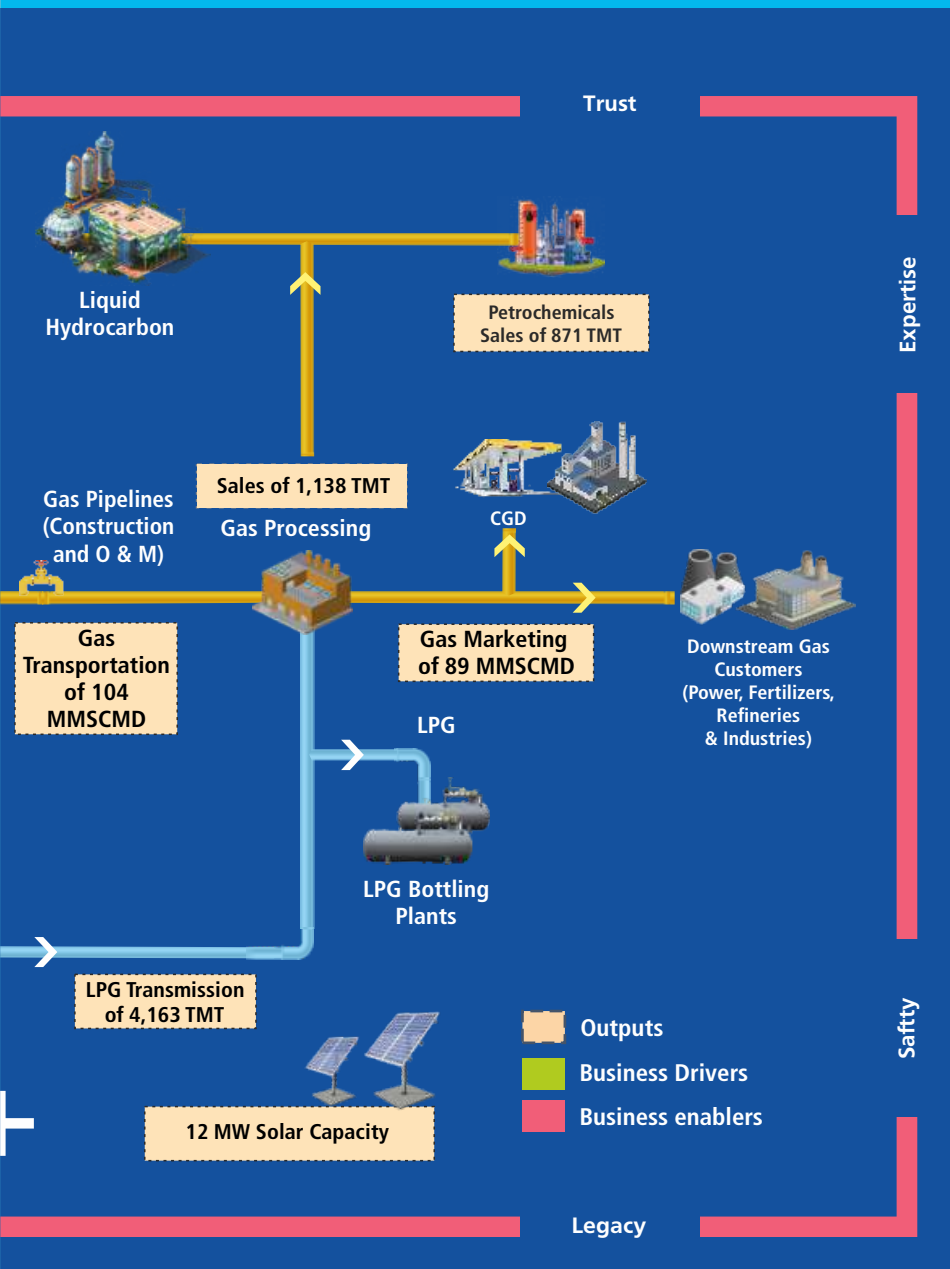 Trust
Expertise
Liquid
Hydrocarbon
Petrochemicals
Sales of 871 TMT
Sales of 1,138 TMT
Gas Processing
Gas Pipelines
(Construction
and O & M)
CGD
Gas
Transportation
of 104
MMSCMD
Gas Marketing
of 89 MMSCMD
Downstream Gas
Customers
(Power, Fertilizers,
Refineries
& Industries)
LPG
LPG Bottling
Plants
LPG Transmission
of 4,163 TMT
12 MW Solar Capacity
Outputs
Business Drivers
Business enablers
Saftty
Legacy